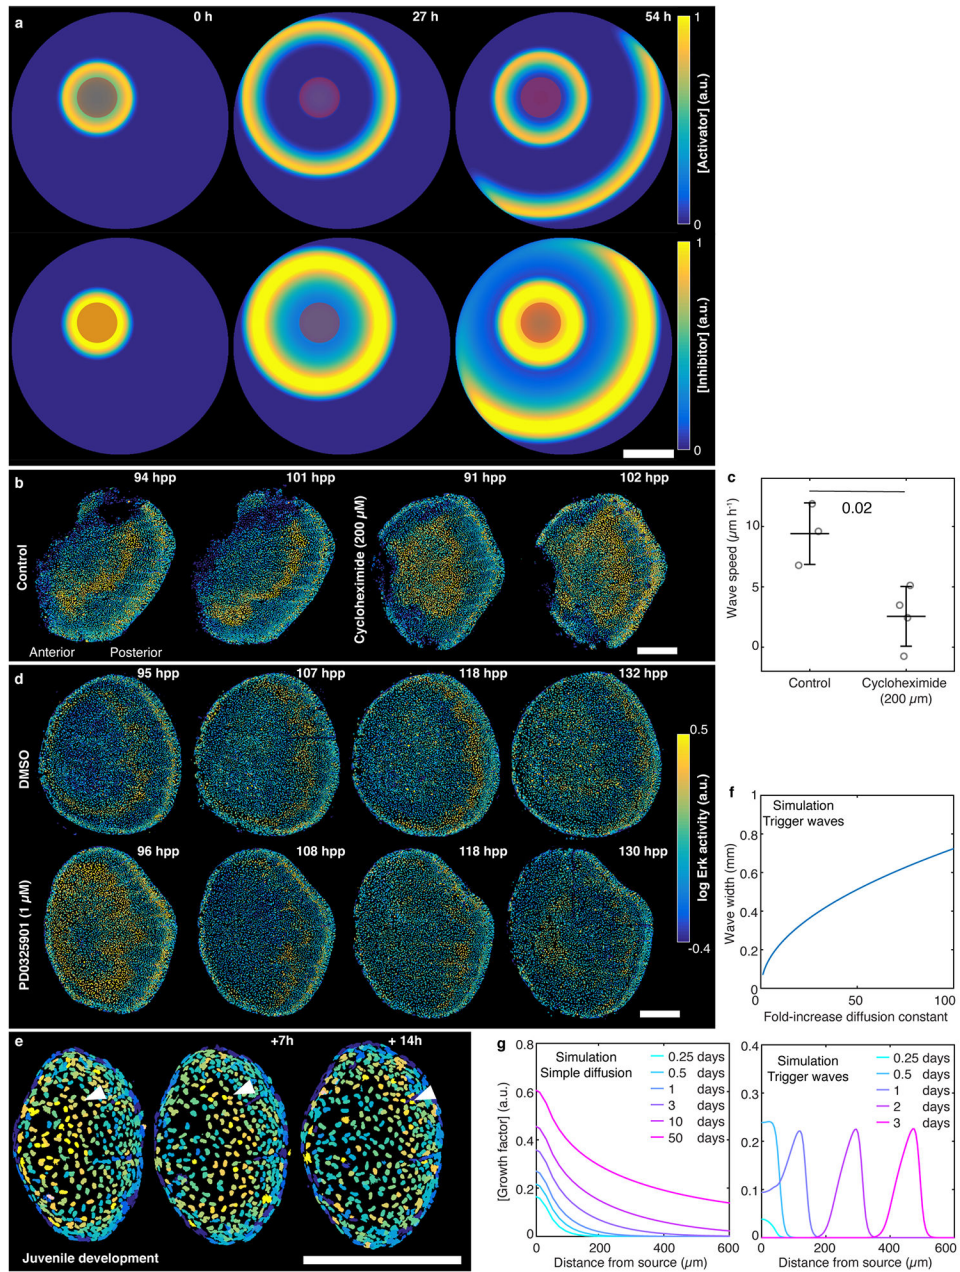 a
0 h
27 h
54 h
1
[Activator] (a.u.)
0
1
[Inhibitor] (a.u.)
0
b
Control
94 hpp
101 hpp
Cycloheximide (200 µM)
91 hpp
102 hpp
Anterior
Posterior
c
Wave speed (µm h⁻¹)
10
5
0
0.02
Control
Cycloheximide
(200 µm)
d
DMSO
95 hpp
107 hpp
118 hpp
132 hpp
PD0325901 (1 µM)
96 hpp
108 hpp
118 hpp
130 hpp
0.5
log Erk activity (a.u.)
-0.4
e
+7h
+ 14h
Juvenile development
f
Simulation
Trigger waves
Wave width (mm)
1
0.8
0.6
0.4
0.2
0
0
50
100
Fold-increase diffusion constant
g
Simulation
Simple diffusion
[Growth factor] (a.u.)
0.8
0.6
0.4
0.2
0
0.25 days
0.5 days
1 days
3 days
10 days
50 days
0
200
400
600
Distance from source (µm)
Simulation
Trigger waves
0.4
0.3
0.2
0.1
0
0.25 days
0.5 days
1 days
2 days
3 days
0
200
400
600
Distance from source (µm)